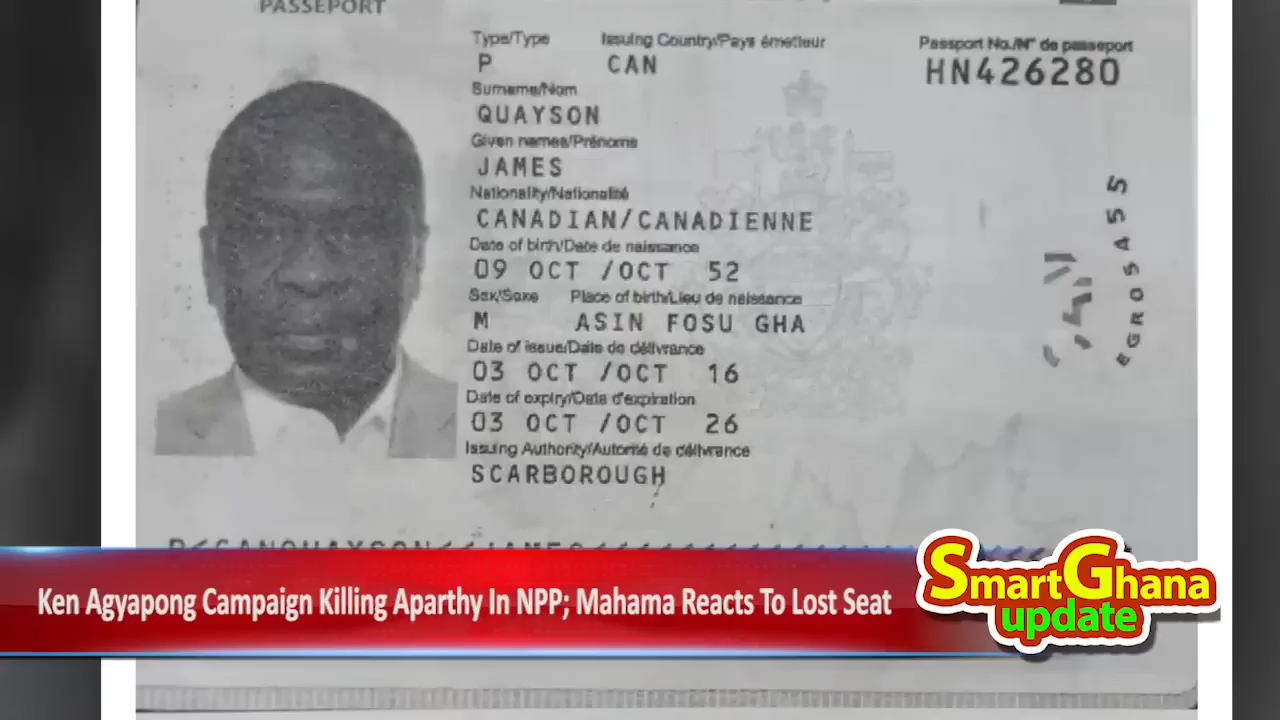 PASSEPORT
Type/Type Issuing Country/Pays émetteur Passport No./N° de passeport
P CAN HN426280
Surname/Nom
QUAYSON
Given names/Prénoms
JAMES
Nationality/Nationalité
CANADIAN/CANADIENNE
Date of birth/Date de naissance
09 OCT /OCT 52
Sex/Sexe Place of birth/Lieu de naissance
M ASIN FOSU GHA
Date of issue/Date de délivrance
03 OCT /OCT 16
Date of expiry/Date d'expiration
03 OCT /OCT 26
Issuing Authority/Autorité de délivrance
SCARBOROUGH
P<CANQUAYSON<<JAMES<<<<<<<<<<<<<<<<<<<<
Ken Agyapong Campaign Killing Aparthy In NPP; Mahama Reacts To Lost Seat
SmartGhana
update